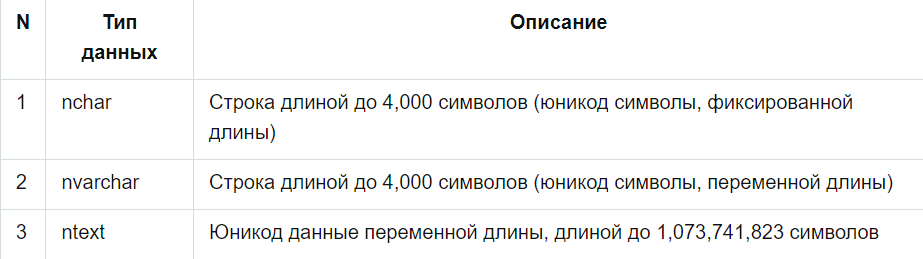 N Тип данных Описание
1 nchar Строка длиной до 4,000 символов (юникод символы, фиксированной
длины)
2 nvarchar Строка длиной до 4,000 символов (юникод символы, переменной длины)
3 ntext Юникод данные переменной длины, длиной до 1,073,741,823 символов